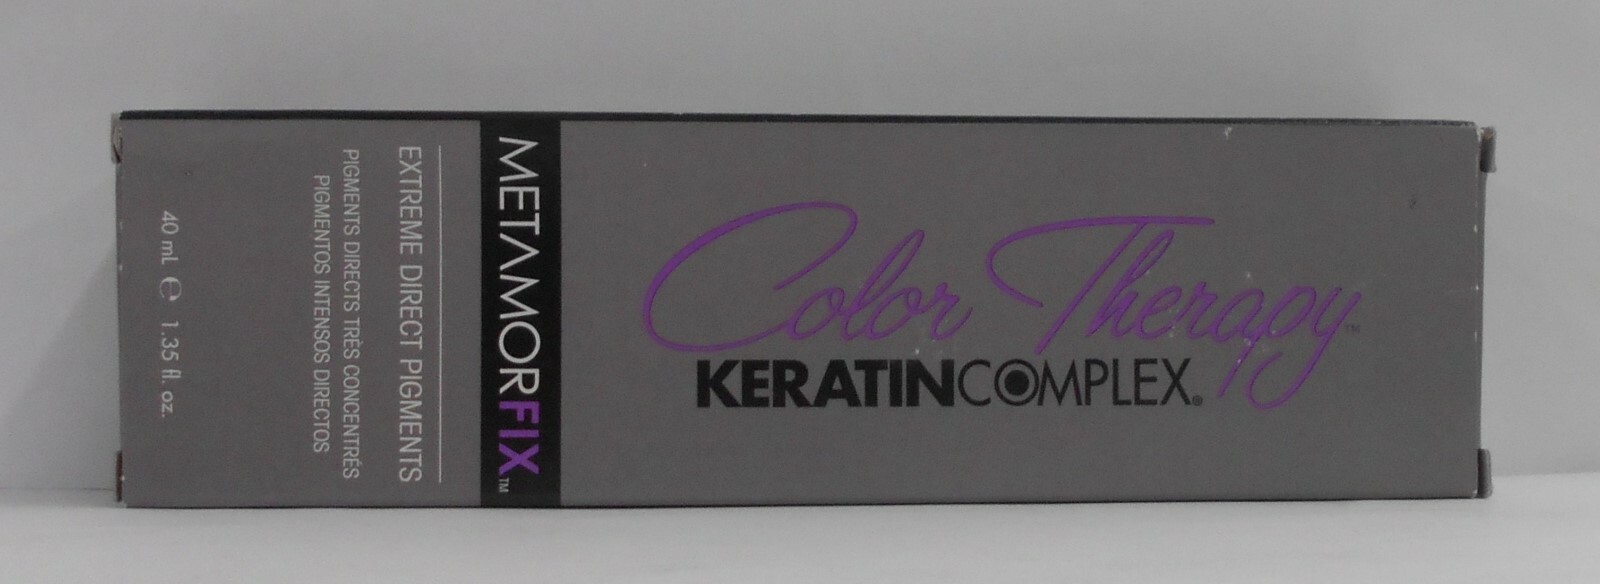 Color Therapy™
KERATINCOMPLEX®
METAMORFIX™
EXTREME DIRECT PIGMENTS
PIGMENTS DIRECTS TRÈS CONCENTRÉS
PIGMENTOS INTENSOS DIRECTOS
40 mL ℮ 1.35 fl. oz.